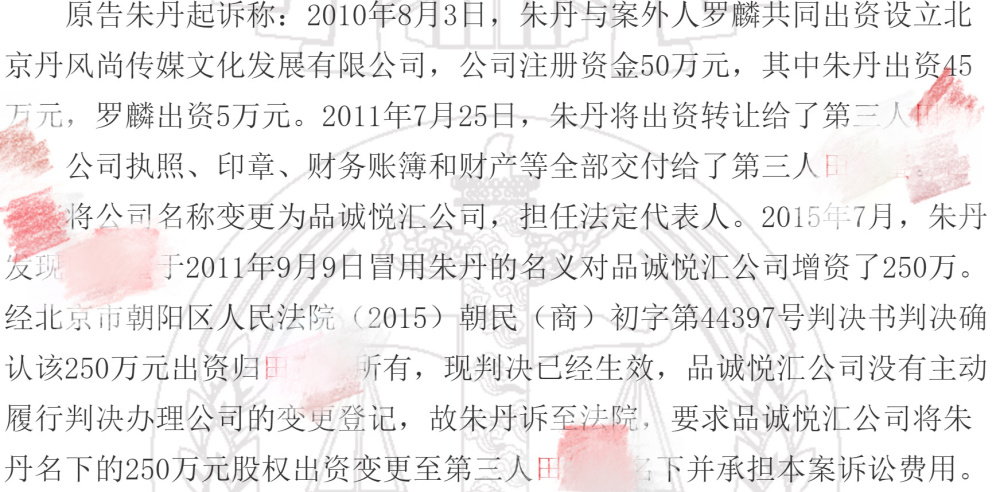 原告朱丹起诉称：2010年8月3日，朱丹与案外人罗麟共同出资设立北
京丹风尚传媒文化发展有限公司，公司注册资金50万元，其中朱丹出资45
万元，罗麟出资5万元。2011年7月25日，朱丹将出资转让给了第三人
公司执照、印章、财务账簿和财产等全部交付给了第三人田
将公司名称变更为品诚悦汇公司，担任法定代表人。2015年7月，朱丹
发现 于2011年9月9日冒用朱丹的名义对品诚悦汇公司增资了250万。
经北京市朝阳区人民法院（2015）朝民（商）初字第44397号判决书判决确
认该250万元出资归田 所有，现判决已经生效，品诚悦汇公司没有主动
履行判决办理公司的变更登记，故朱丹诉至法院，要求品诚悦汇公司将朱
丹名下的250万元股权出资变更至第三人田 名下并承担本案诉讼费用。